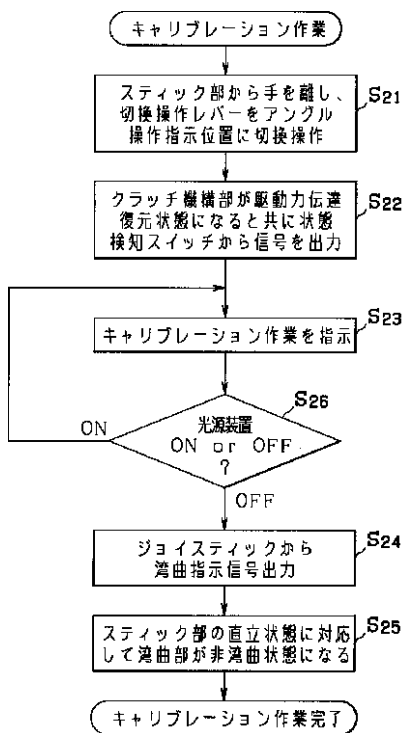 キャリブレーション作業
スティック部から手を離し、
切換操作レバーをアングル
操作指示位置に切換操作
S21
クラッチ機構部が駆動力伝達
復元状態になると共に状態
検知スイッチから信号を出力
S22
キャリブレーション作業を指示
S23
S26
光源装置
ON or OFF
?
ON
OFF
ジョイスティックから
湾曲指示信号出力
S24
スティック部の直立状態に対応
して湾曲部が非湾曲状態になる
S25
キャリブレーション作業完了